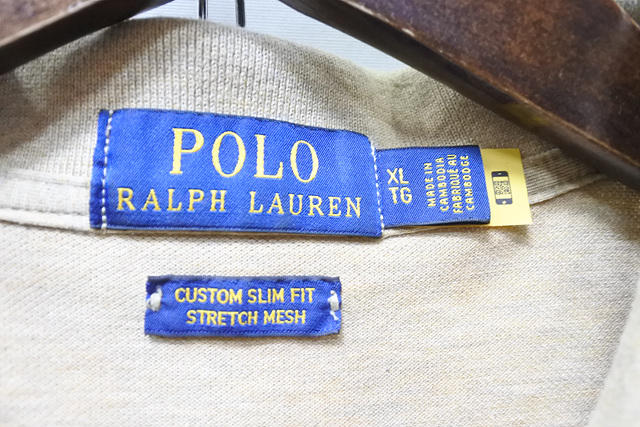 POLO
RALPH LAUREN
XL
TG
MADE IN
CAMBODIA
FABRIQUÉ AU
CAMBODGE
CUSTOM SLIM FIT
STRETCH MESH